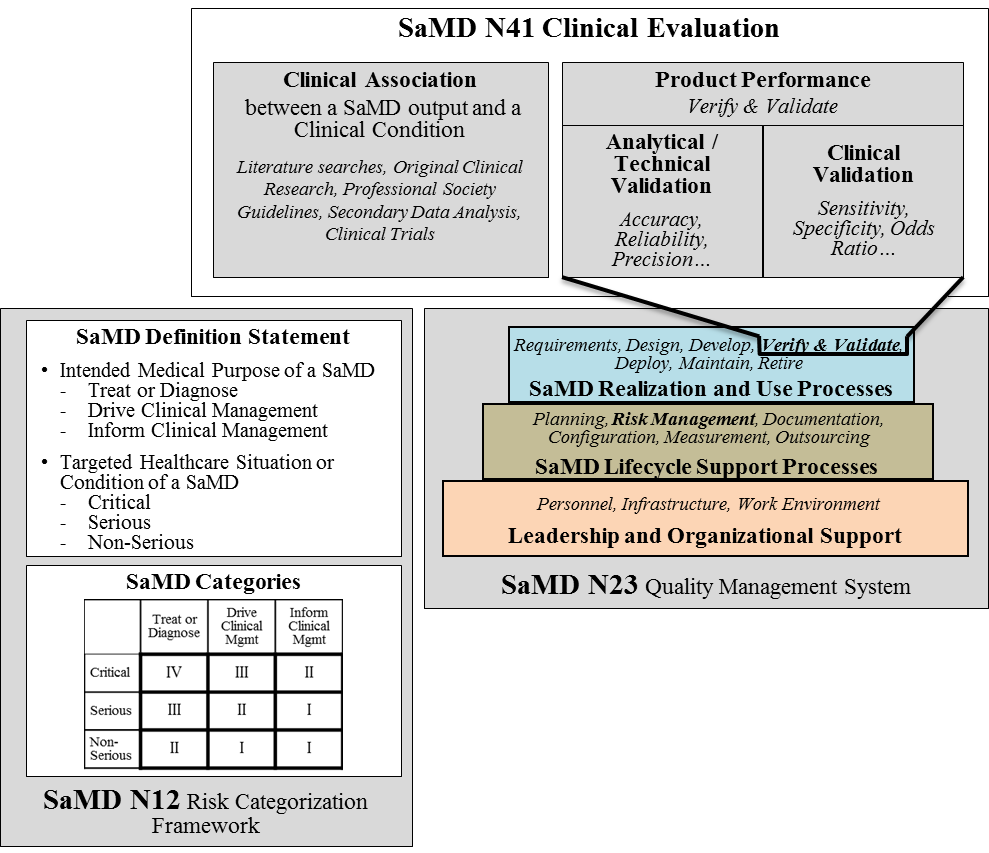 SaMD N41 Clinical Evaluation
Clinical Association
between a SaMD output and a
Clinical Condition
Literature searches, Original Clinical
Research, Professional Society
Guidelines, Secondary Data Analysis,
Clinical Trials
Product Performance
Verify & Validate
Analytical /
Technical
Validation
Accuracy,
Reliability,
Precision…
Clinical
Validation
Sensitivity,
Specificity, Odds
Ratio…
SaMD Definition Statement
• Intended Medical Purpose of a SaMD
- Treat or Diagnose
- Drive Clinical Management
- Inform Clinical Management
• Targeted Healthcare Situation or
Condition of a SaMD
- Critical
- Serious
- Non-Serious
SaMD Categories
Treat or
Diagnose
Drive
Clinical
Mgmt
Inform
Clinical
Mgmt
Critical IV III II
Serious III II I
Non-
Serious II I I
SaMD N12 Risk Categorization
Framework
Requirements, Design, Develop, Verify & Validate,
Deploy, Maintain, Retire
SaMD Realization and Use Processes
Planning, Risk Management, Documentation,
Configuration, Measurement, Outsourcing
SaMD Lifecycle Support Processes
Personnel, Infrastructure, Work Environment
Leadership and Organizational Support
SaMD N23 Quality Management System